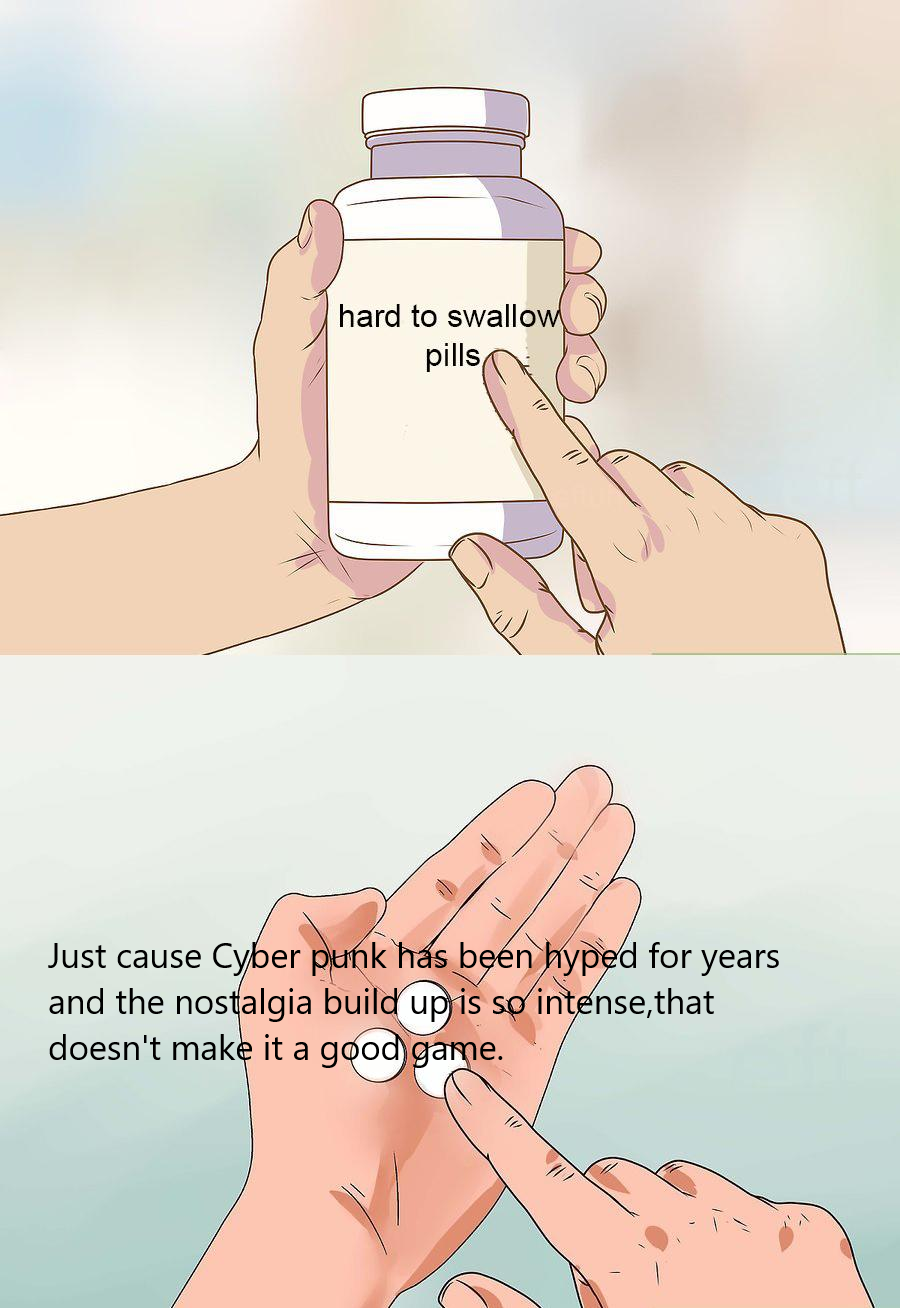 hard to swallow
pills
Just cause Cyber punk has been hyped for years
and the nostalgia build up is so intense,that
doesn't make it a good game.